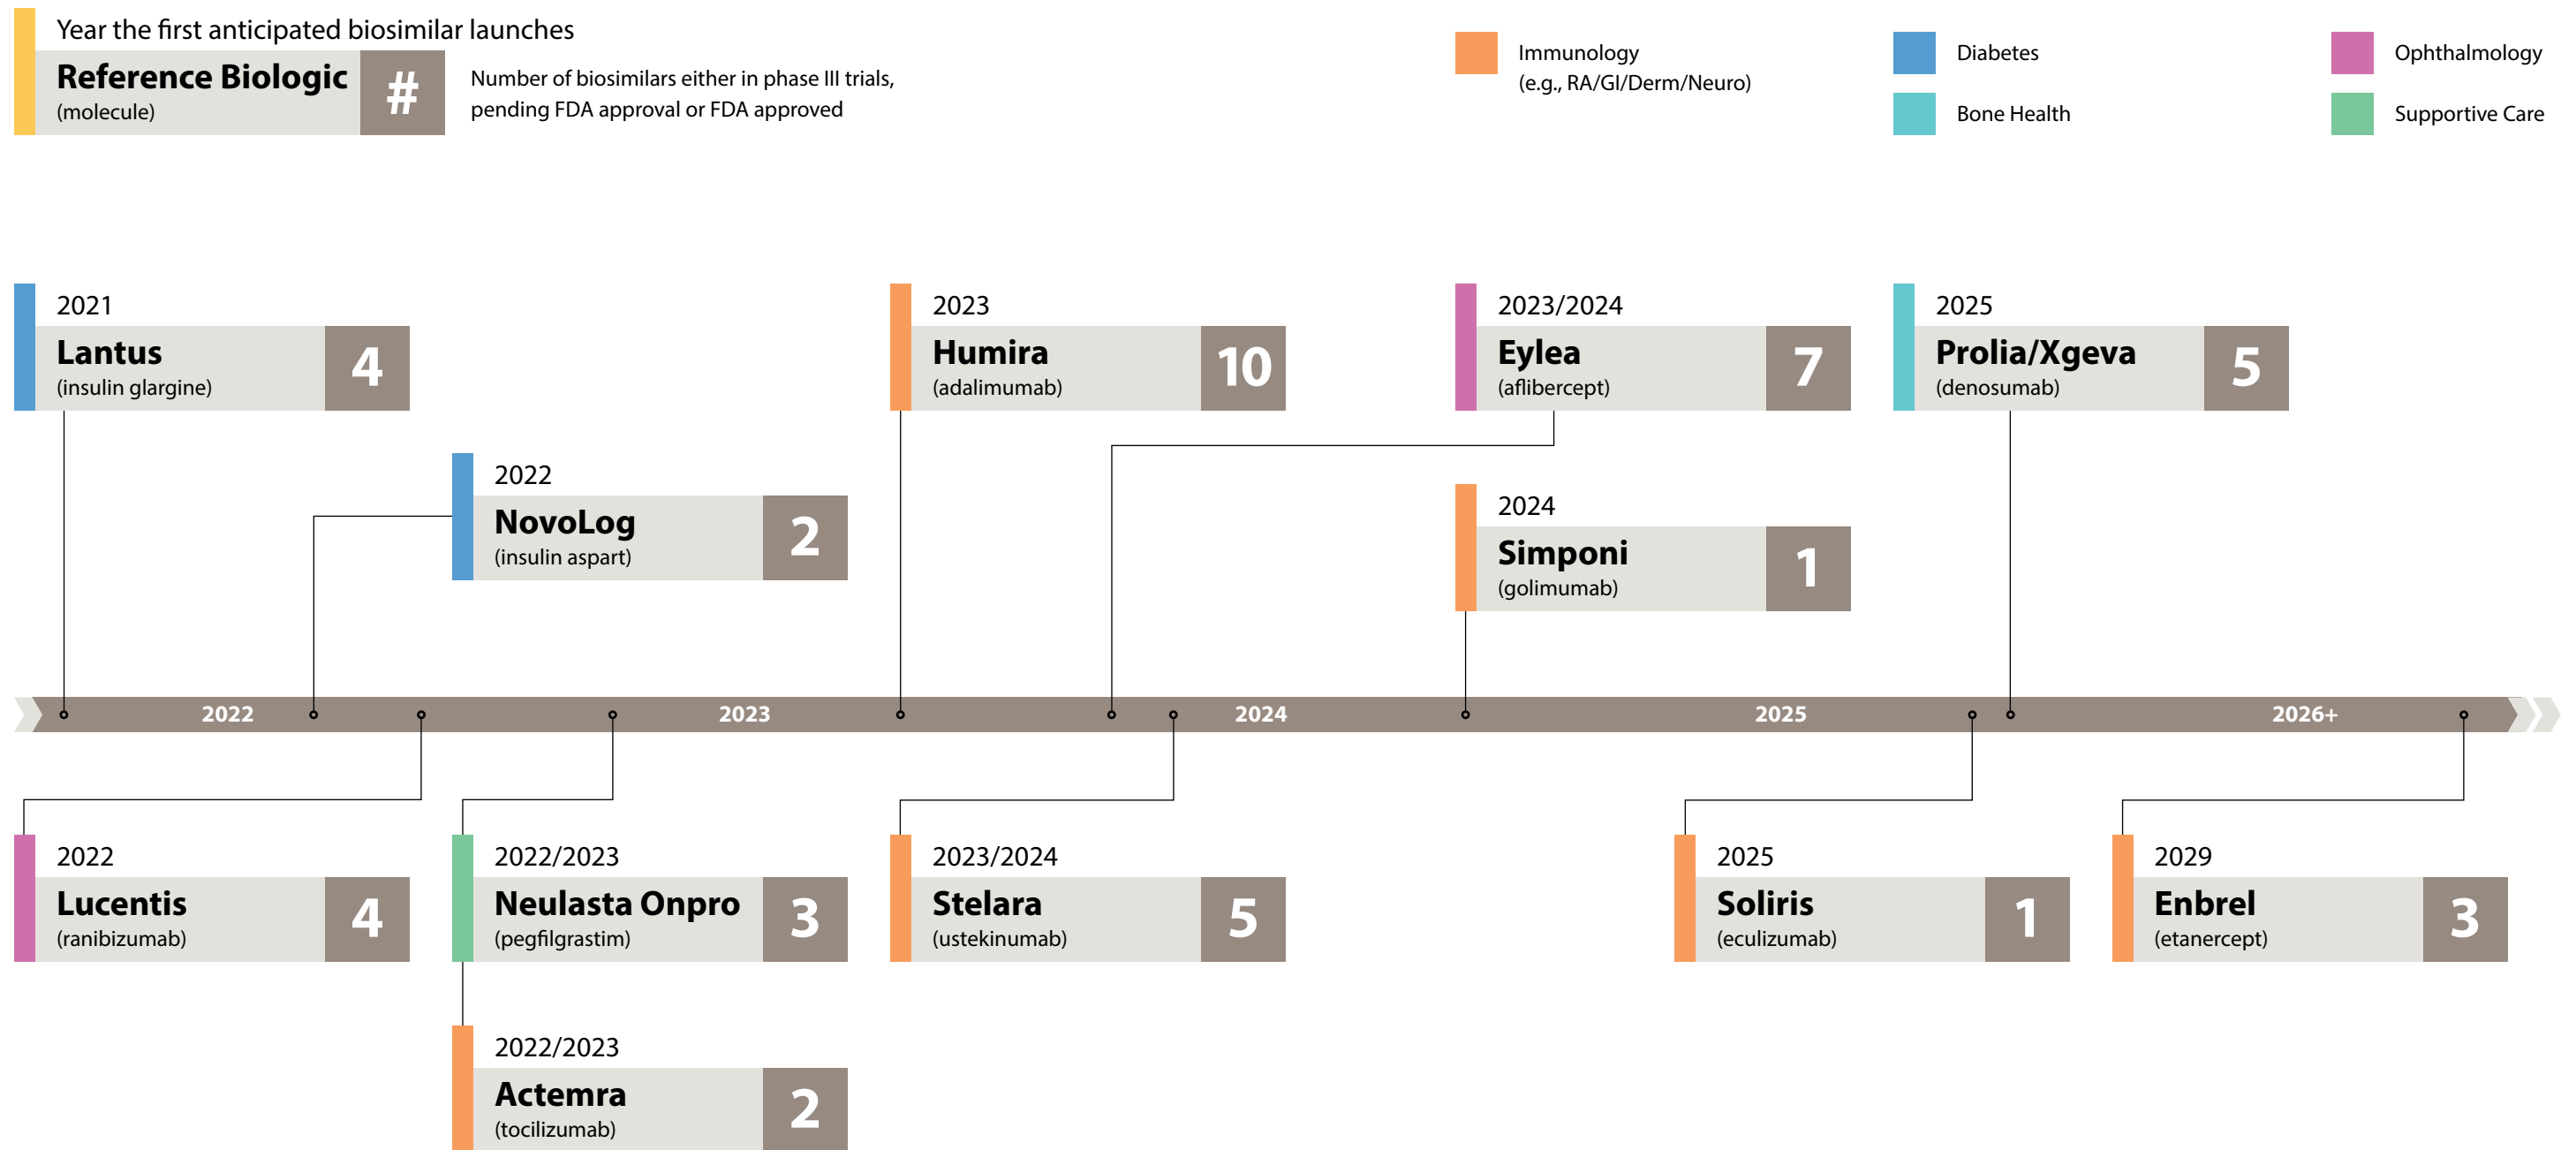 Year the first anticipated biosimilar launches
Reference Biologic
(molecule)
#
Number of biosimilars either in phase III trials,
pending FDA approval or FDA approved
Immunology
(e.g., RA/GI/Derm/Neuro)
Diabetes
Bone Health
Ophthalmology
Supportive Care
2021
Lantus
(insulin glargine)
4
2022
NovoLog
(insulin aspart)
2
2023
Humira
(adalimumab)
10
2023/2024
Eylea
(aflibercept)
7
2024
Simponi
(golimumab)
1
2025
Prolia/Xgeva
(denosumab)
5
2022
2023
2024
2025
2026+
2022
Lucentis
(ranibizumab)
4
2022/2023
Neulasta Onpro
(pegfilgrastim)
3
2022/2023
Actemra
(tocilizumab)
2
2023/2024
Stelara
(ustekinumab)
5
2025
Soliris
(eculizumab)
1
2029
Enbrel
(etanercept)
3